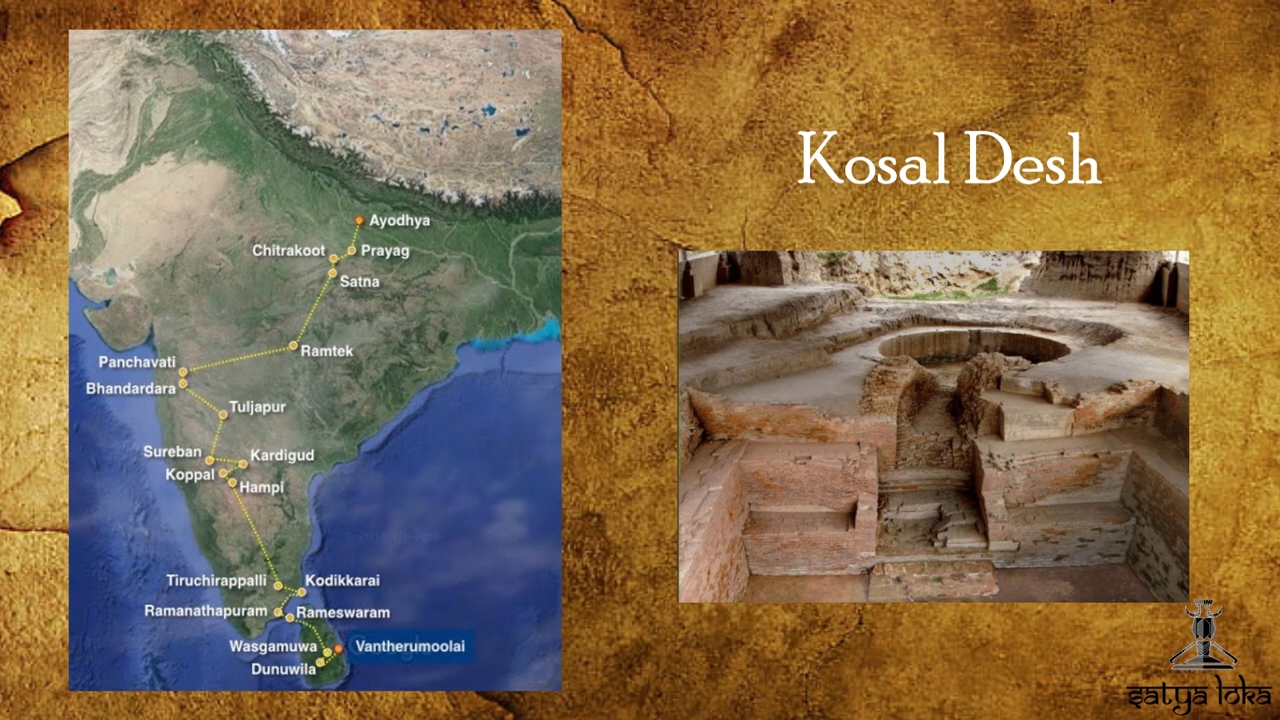 Kosal Desh
Ayodhya
Chitrakoot
Prayag
Satna
Ramtek
Panchavati
Bhandardara
Tuljapur
Sureban
Kardigud
Koppal
Hampi
Tiruchirappalli
Kodikkarai
Ramanathapuram
Rameswaram
Wasgamuwa
Vantherumoolai
Dunuwila
satya loka